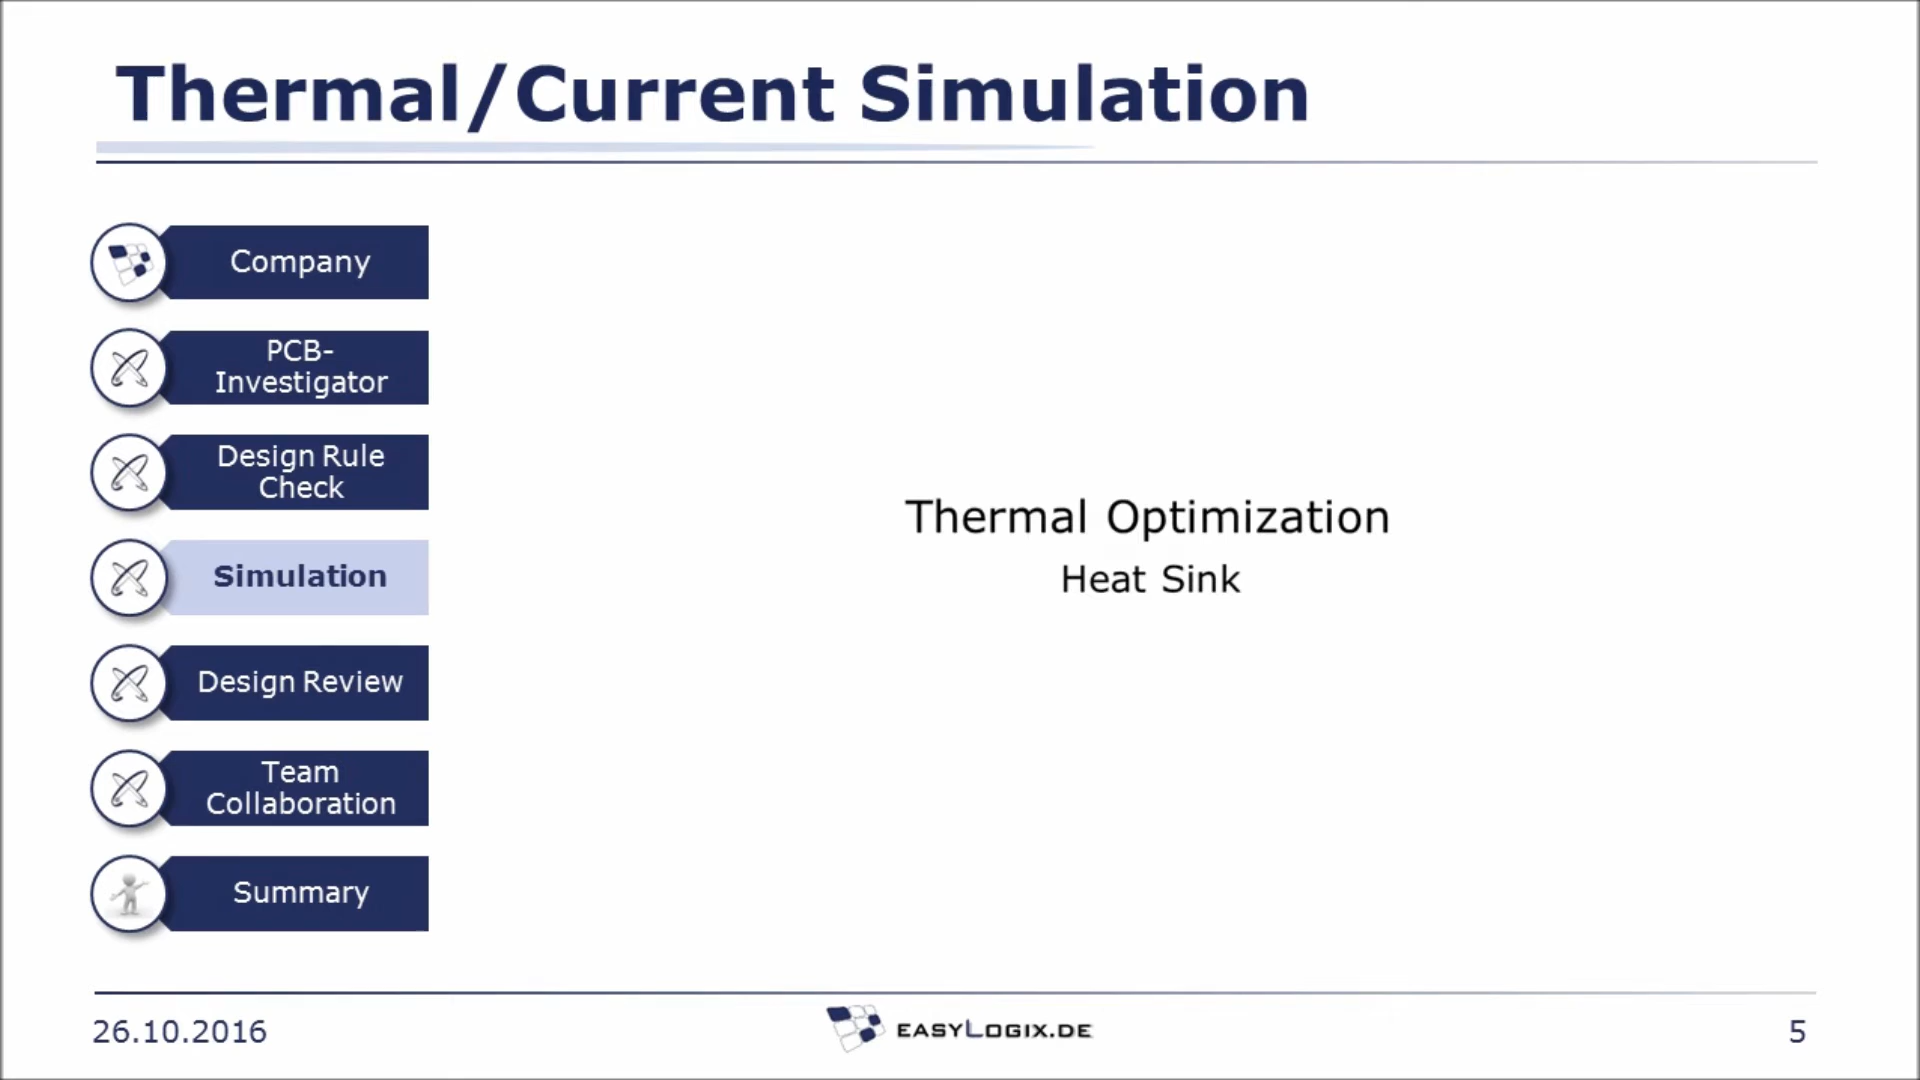 Thermal/Current Simulation
Company
PCB-
Investigator
Design Rule
Check
Simulation
Design Review
Team
Collaboration
Summary
Thermal Optimization
Heat Sink
26.10.2016
EASYLOGIX.DE
5